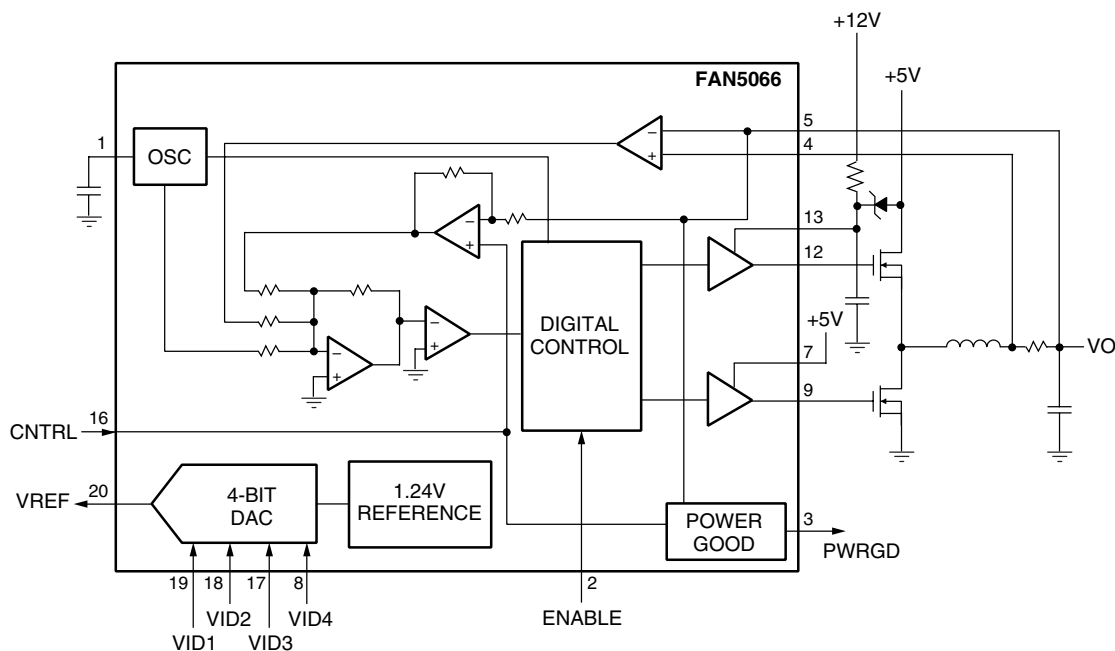 +12V
FAN5066
+5V
1
OSC
5
4
13
12
DIGITAL
CONTROL
+5V
7
VO
9
16
CNTRL
20
VREF
4-BIT
DAC
1.24V
REFERENCE
POWER
GOOD
3
PWRGD
19
18
17
8
2
VID2
VID4
ENABLE
VID1
VID3